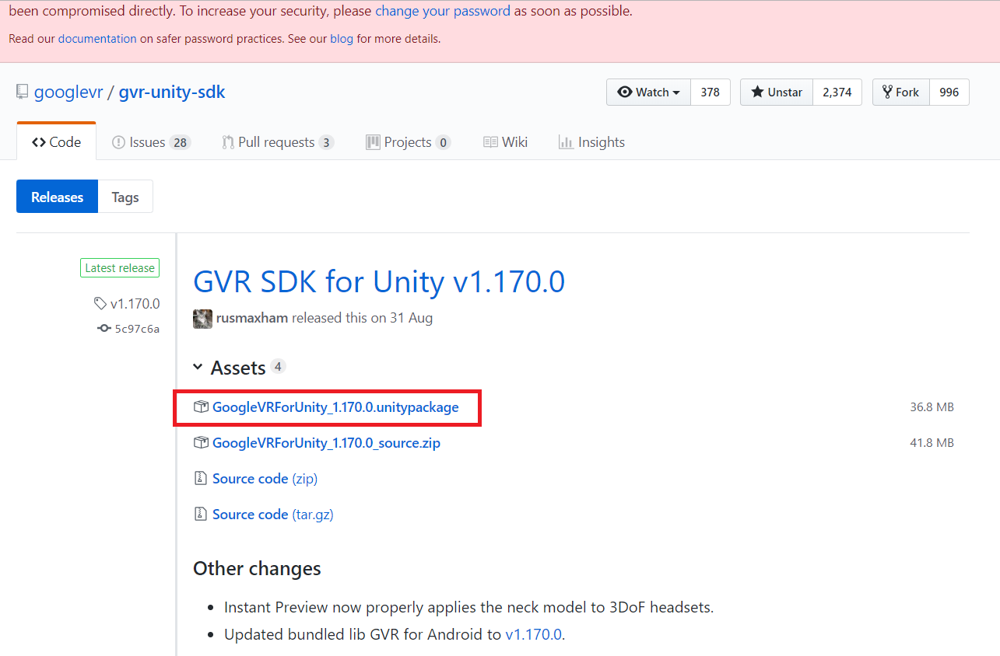 been compromised directly. To increase your security, please change your password as soon as possible.
Read our documentation on safer password practices. See our blog for more details.
googlevr / gvr-unity-sdk
Watch 378 Unstar 2,374 Fork 996
Code Issues 28 Pull requests 3 Projects 0 Wiki Insights
Releases Tags
Latest release
v1.170.0
5c97c6a
GVR SDK for Unity v1.170.0
rusmaxham released this on 31 Aug
Assets 4
GoogleVRForUnity_1.170.0.unitypackage 36.8 MB
GoogleVRForUnity_1.170.0_source.zip 41.8 MB
Source code (zip)
Source code (tar.gz)
Other changes
• Instant Preview now properly applies the neck model to 3DoF headsets.
• Updated bundled lib GVR for Android to v1.170.0.